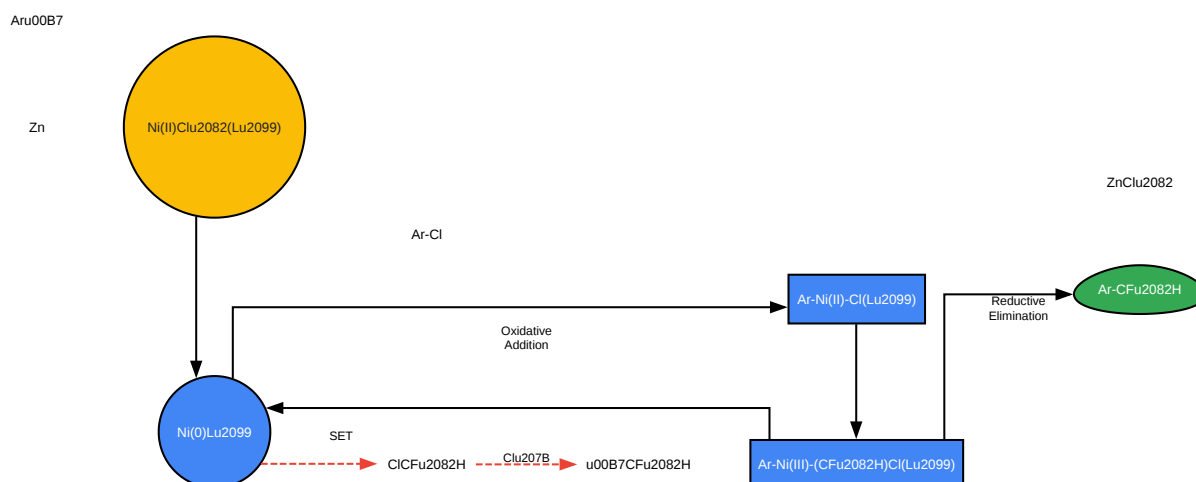 Aru00B7
Zn
Ni(II)Clu2082(Lu2099)
ZnClu2082
Ar-Cl
Ar-Ni(II)-Cl(Lu2099)
Ar-CFu2082H
Reductive
Elimination
Oxidative
Addition
Ni(0)Lu2099
SET
ClCFu2082H
Clu207B
u00B7CFu2082H
Ar-Ni(III)-(CFu2082H)Cl(Lu2099)